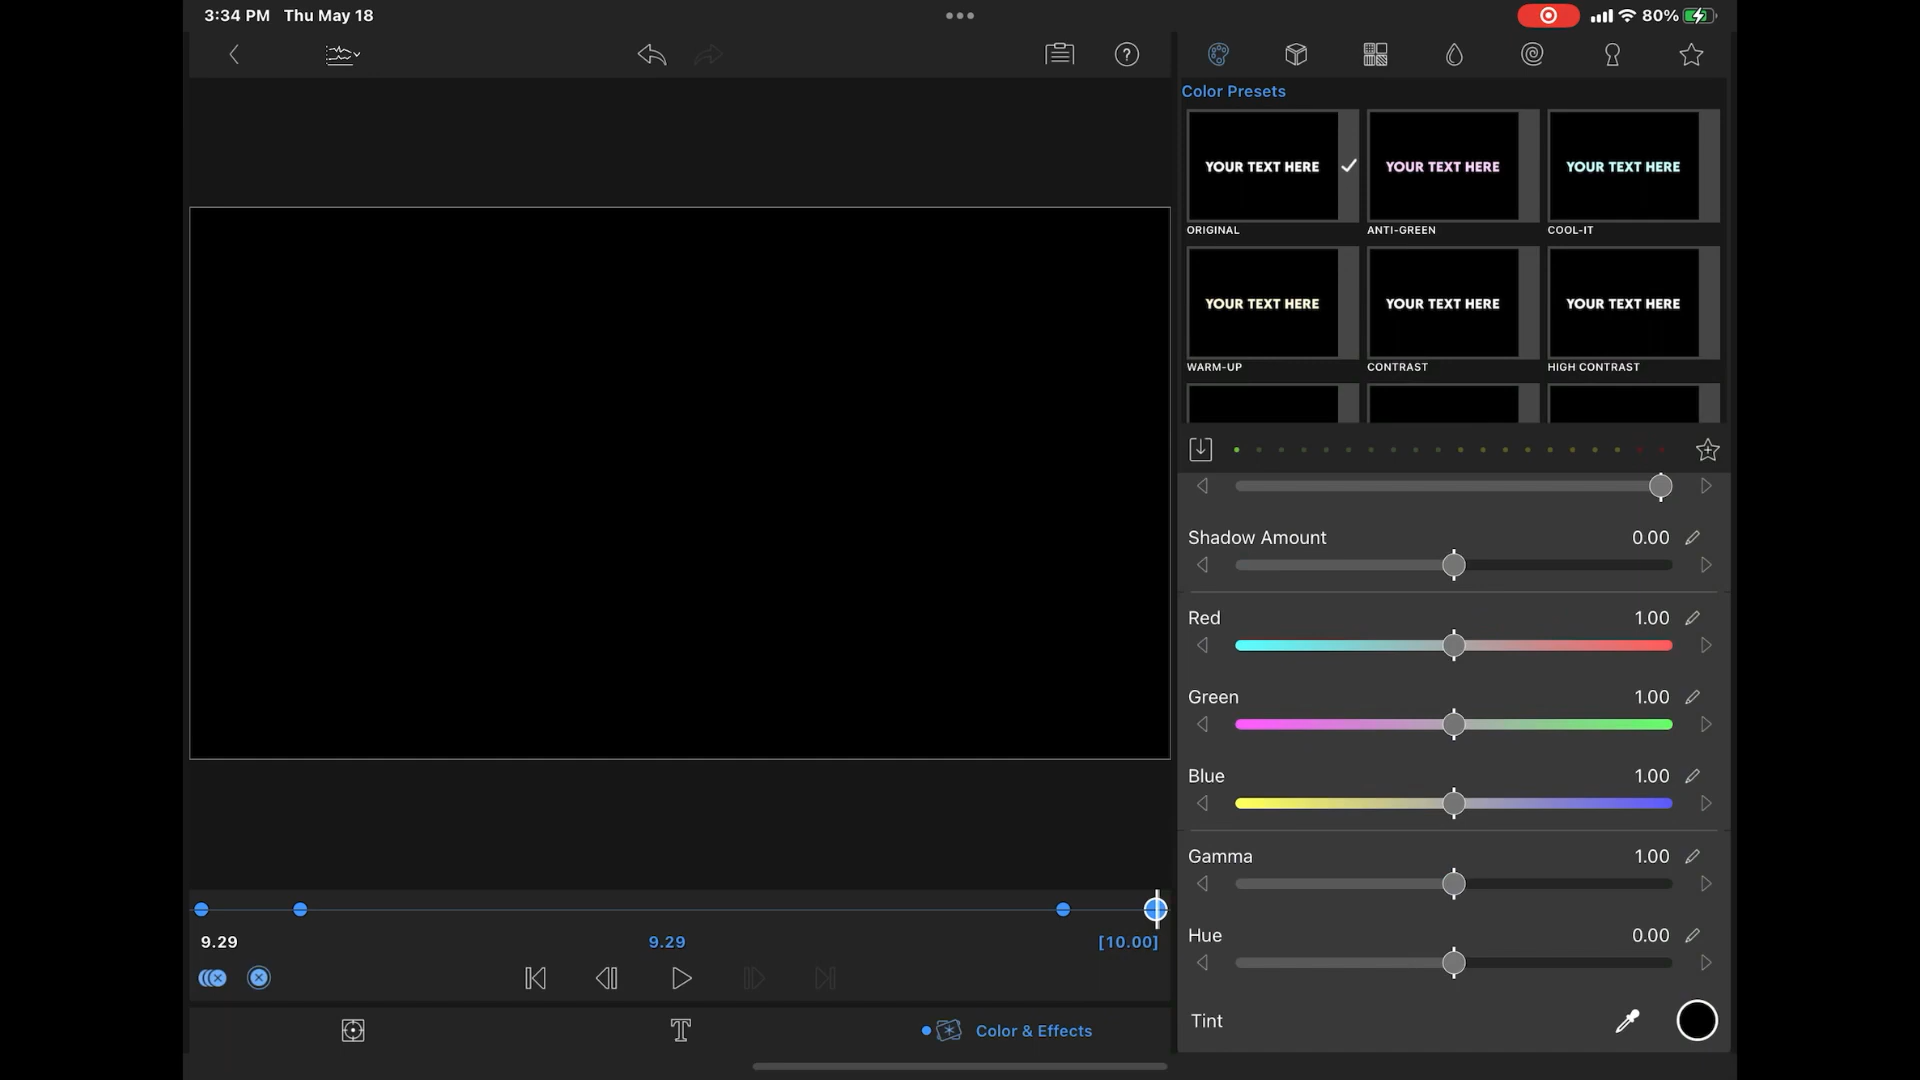 3:34 PM Thu May 18
80%
Color Presets
YOUR TEXT HERE
YOUR TEXT HERE
YOUR TEXT HERE
ORIGINAL
ANTI-GREEN
COOL-IT
YOUR TEXT HERE
YOUR TEXT HERE
YOUR TEXT HERE
WARM-UP
CONTRAST
HIGH CONTRAST
Shadow Amount 0.00
Red 1.00
Green 1.00
Blue 1.00
Gamma 1.00
Hue 0.00
Tint
9.29
9.29
[10.00]
Color & Effects